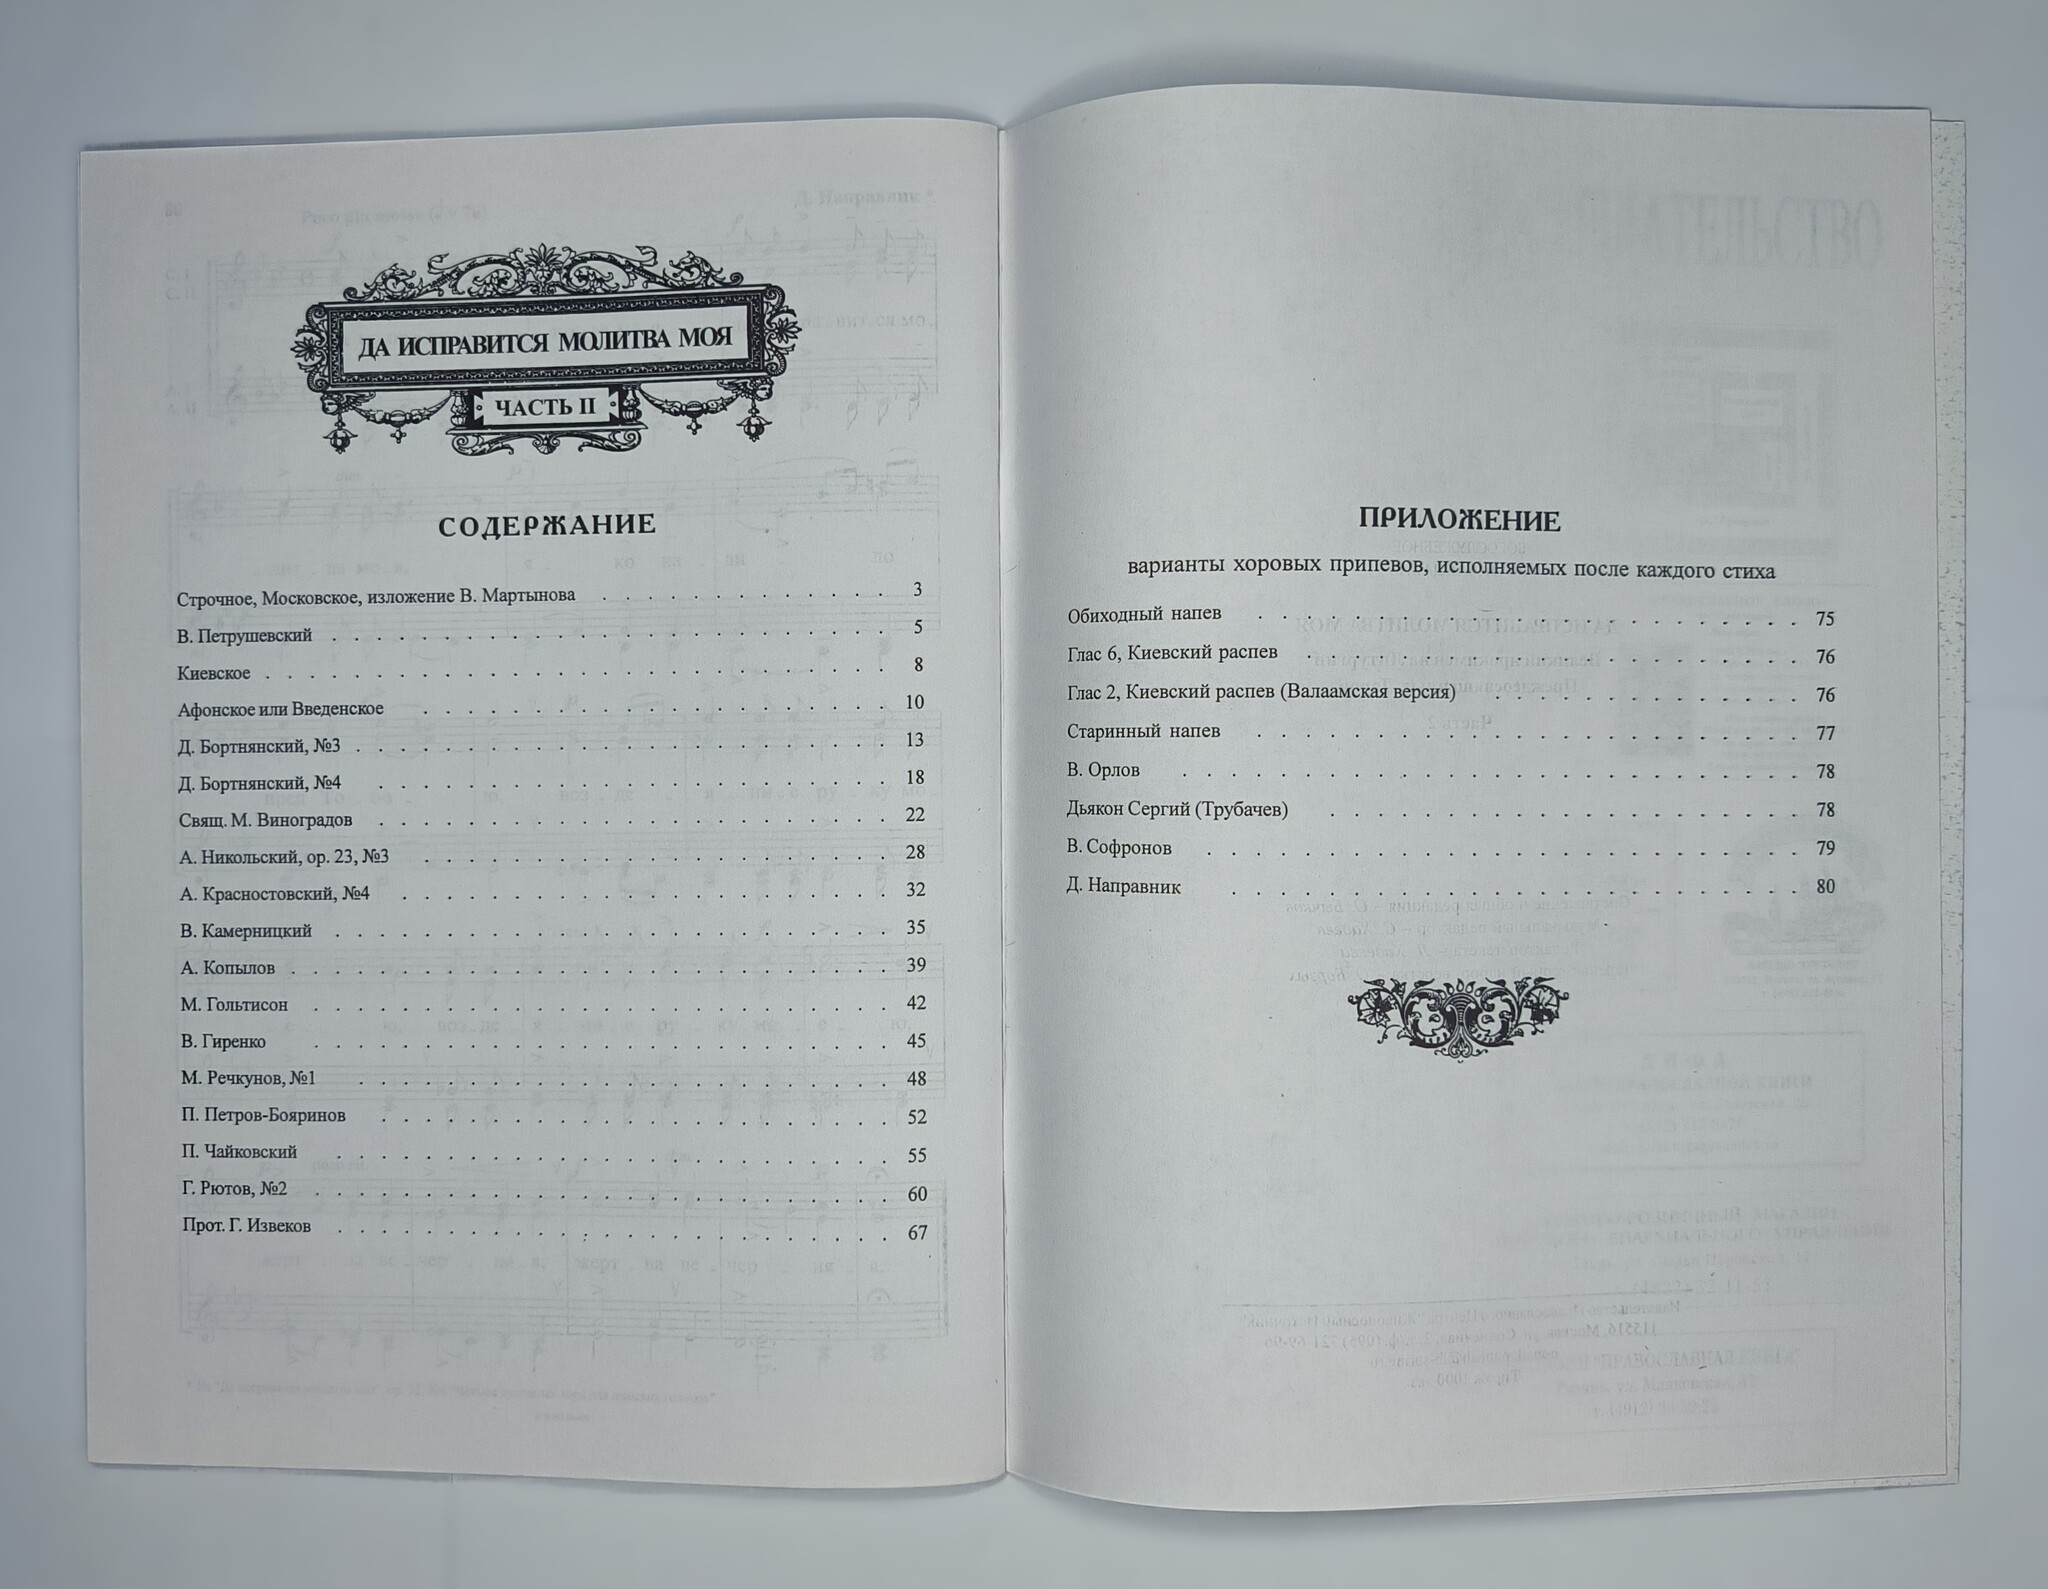 ДА ИСПРАВИТСЯ МОЛИТВА МОЯ
ЧАСТЬ II
СОДЕРЖАНИЕ
Строчное, Московское, изложение В. Мартынова . . . . . . . . . . . . 3
В. Петрушевский . . . . . . . . . . . . 5
Киевское . . . . . . . . . . . . 8
Афонское или Введенское . . . . . . . . . . . . 10
Д. Бортнянский, №3 . . . . . . . . . . . . 13
Д. Бортнянский, №4 . . . . . . . . . . . . 18
Свящ. М. Виноградов . . . . . . . . . . . . 22
А. Никольский, ор. 23, №3 . . . . . . . . . . . . 28
А. Красностовский, №4 . . . . . . . . . . . . 32
В. Камерницкий . . . . . . . . . . . . 35
А. Копылов . . . . . . . . . . . . 39
М. Гольтисон . . . . . . . . . . . . 42
В. Гиренко . . . . . . . . . . . . 45
М. Речкунов, №1 . . . . . . . . . . . . 48
П. Петров-Бояринов . . . . . . . . . . . . 52
П. Чайковский . . . . . . . . . . . . 55
Г. Рютов, №2 . . . . . . . . . . . . 60
Прот. Г. Извеков . . . . . . . . . . . . 67
ПРИЛОЖЕНИЕ
варианты хоровых припевов, исполняемых после каждого стиха
Обиходный напев . . . . . . . . . . . . 75
Глас 6, Киевский распев . . . . . . . . . . . . 76
Глас 2, Киевский распев (Валаамская версия) . . . . . . . . . . . . 76
Старинный напев . . . . . . . . . . . . 77
В. Орлов . . . . . . . . . . . . 78
Дьякон Сергий (Трубачев) . . . . . . . . . . . . 78
В. Софронов . . . . . . . . . . . . 79
Д. Направник . . . . . . . . . . . . 80